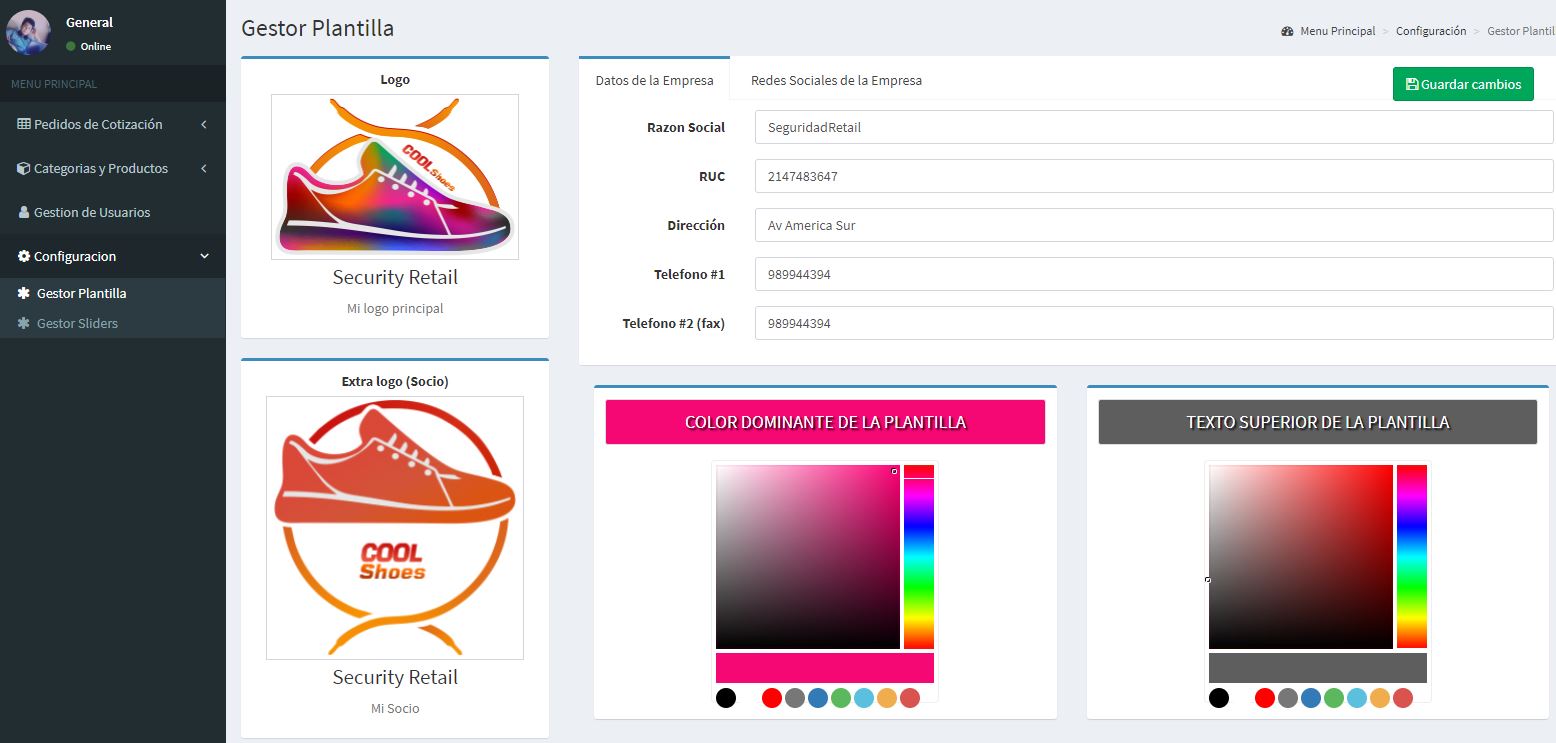 General
Online
MENU PRINCIPAL
Pedidos de Cotización
Categorias y Productos
Gestion de Usuarios
Configuracion
Gestor Plantilla
Gestor Sliders
Gestor Plantilla
Menu Principal > Configuración > Gestor Plantil
Logo
COOL
Shoes
Security Retail
Mi logo principal
Extra logo (Socio)
COOL
Shoes
Security Retail
Mi Socio
Datos de la Empresa
Redes Sociales de la Empresa
Guardar cambios
Razon Social
SeguridadRetail
RUC
2147483647
Dirección
Av America Sur
Telefono #1
989944394
Telefono #2 (fax)
989944394
COLOR DOMINANTE DE LA PLANTILLA
TEXTO SUPERIOR DE LA PLANTILLA